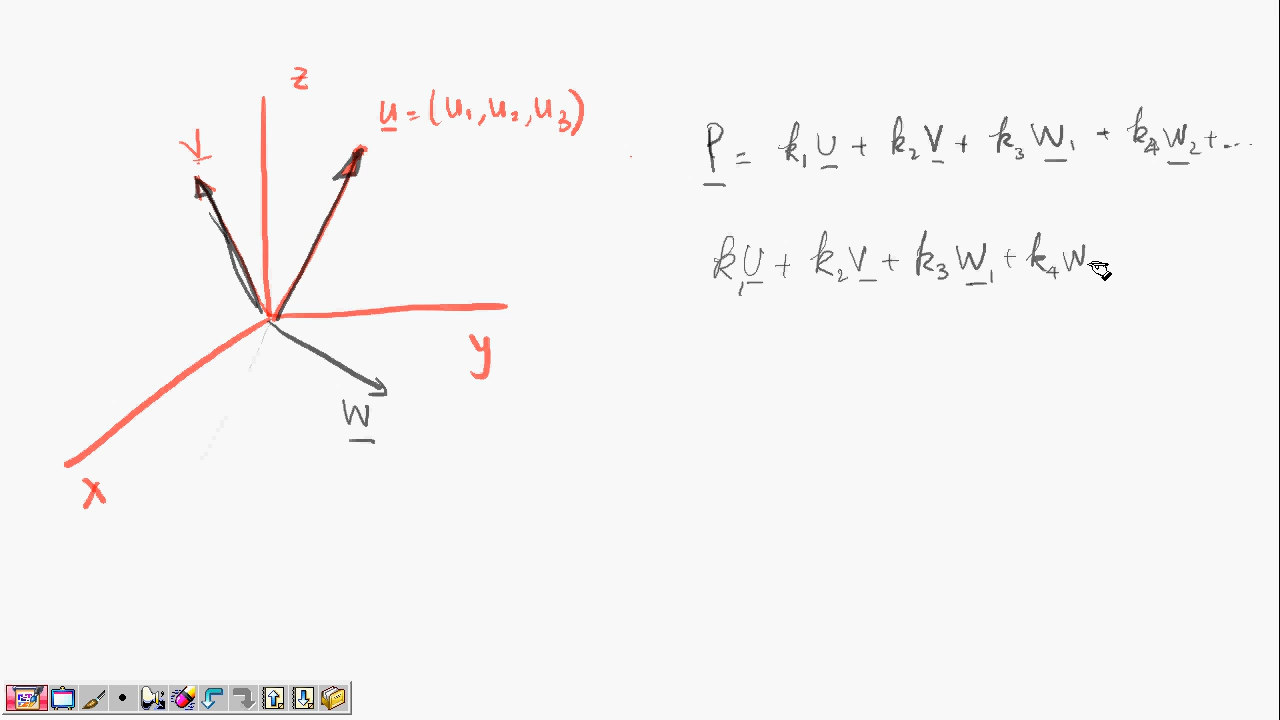 z
u = (u₁, u₂, u₃)
V
P = k₁U + k₂V + k₃W₁ + k₄W₂ + ...
k₁U + k₂V + k₃W₁ + k₄W
y
W
x